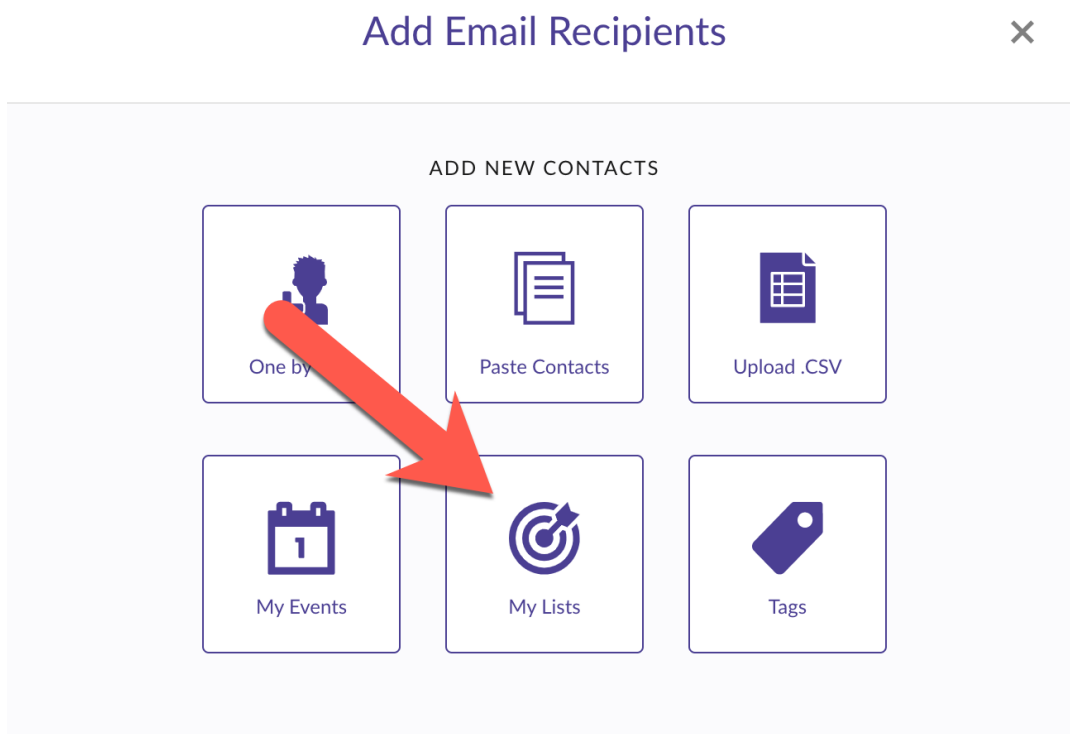 Add Email Recipients
ADD NEW CONTACTS
One by
Paste Contacts
Upload .CSV
1
My Events
My Lists
Tags